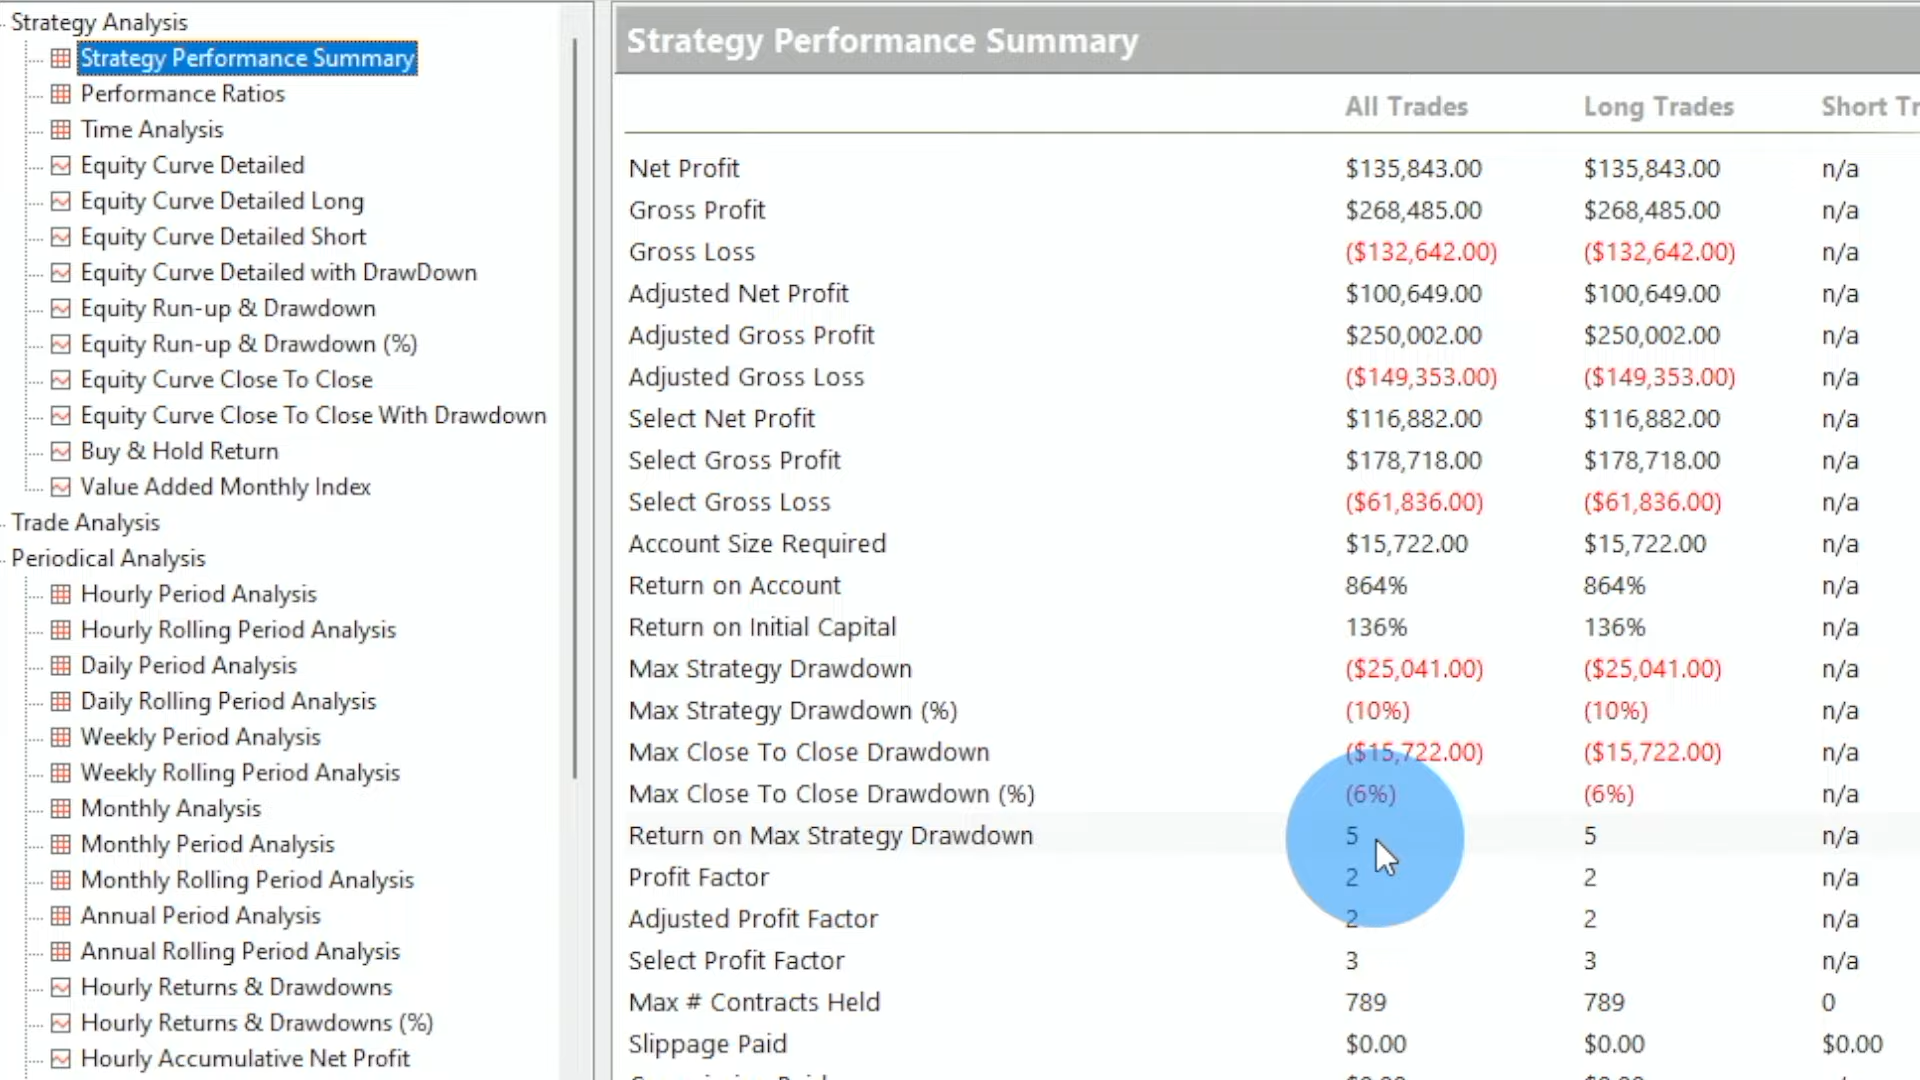 Strategy Analysis
Strategy Performance Summary
Performance Ratios
Time Analysis
Equity Curve Detailed
Equity Curve Detailed Long
Equity Curve Detailed Short
Equity Curve Detailed with DrawDown
Equity Run-up & Drawdown
Equity Run-up & Drawdown (%)
Equity Curve Close To Close
Equity Curve Close To Close With Drawdown
Buy & Hold Return
Value Added Monthly Index
Trade Analysis
Periodical Analysis
Hourly Period Analysis
Hourly Rolling Period Analysis
Daily Period Analysis
Daily Rolling Period Analysis
Weekly Period Analysis
Weekly Rolling Period Analysis
Monthly Analysis
Monthly Period Analysis
Monthly Rolling Period Analysis
Annual Period Analysis
Annual Rolling Period Analysis
Hourly Returns & Drawdowns
Hourly Returns & Drawdowns (%)
Hourly Accumulative Net Profit
Strategy Performance Summary
All Trades Long Trades Short Tr
Net Profit $135,843.00 $135,843.00 n/a
Gross Profit $268,485.00 $268,485.00 n/a
Gross Loss ($132,642.00) ($132,642.00) n/a
Adjusted Net Profit $100,649.00 $100,649.00 n/a
Adjusted Gross Profit $250,002.00 $250,002.00 n/a
Adjusted Gross Loss ($149,353.00) ($149,353.00) n/a
Select Net Profit $116,882.00 $116,882.00 n/a
Select Gross Profit $178,718.00 $178,718.00 n/a
Select Gross Loss ($61,836.00) ($61,836.00) n/a
Account Size Required $15,722.00 $15,722.00 n/a
Return on Account 864% 864% n/a
Return on Initial Capital 136% 136% n/a
Max Strategy Drawdown ($25,041.00) ($25,041.00) n/a
Max Strategy Drawdown (%) (10%) (10%) n/a
Max Close To Close Drawdown ($15,722.00) ($15,722.00) n/a
Max Close To Close Drawdown (%) (6%) (6%) n/a
Return on Max Strategy Drawdown 5 5 n/a
Profit Factor 2 2 n/a
Adjusted Profit Factor 2 2 n/a
Select Profit Factor 3 3 n/a
Max # Contracts Held 789 789 0
Slippage Paid $0.00 $0.00 $0.00